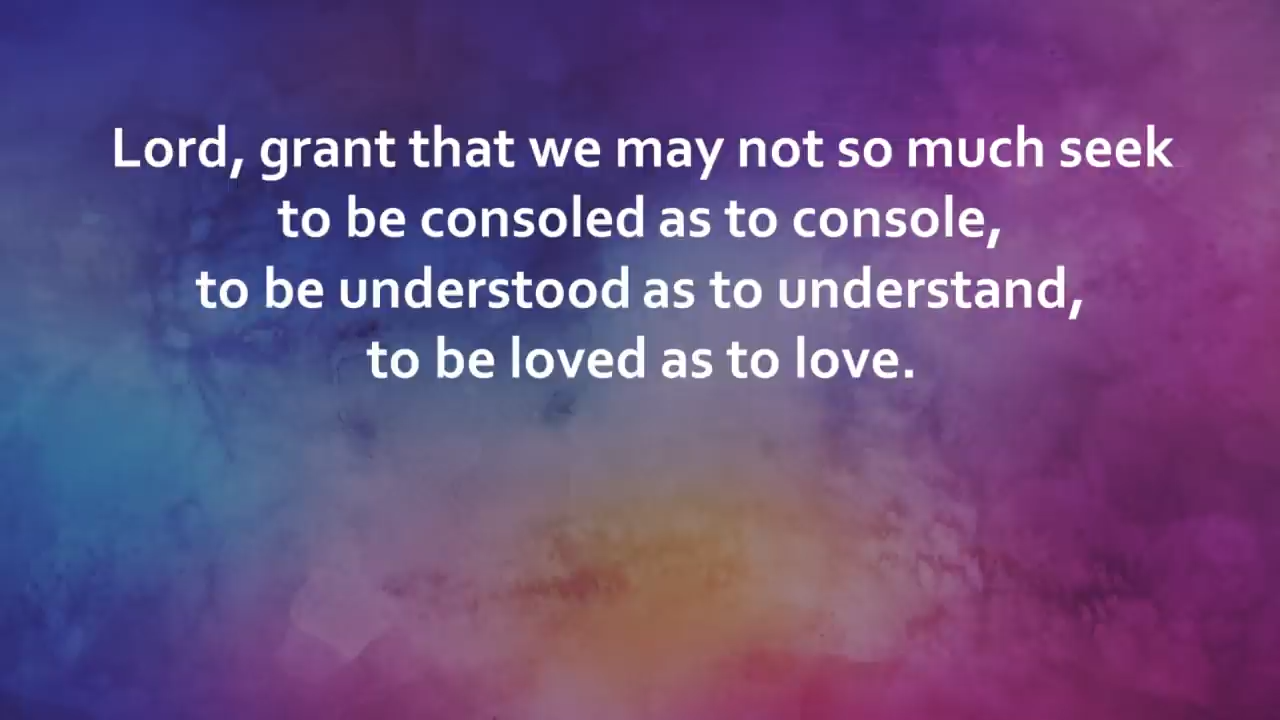 Lord, grant that we may not so much seek
to be consoled as to console,
to be understood as to understand,
to be loved as to love.